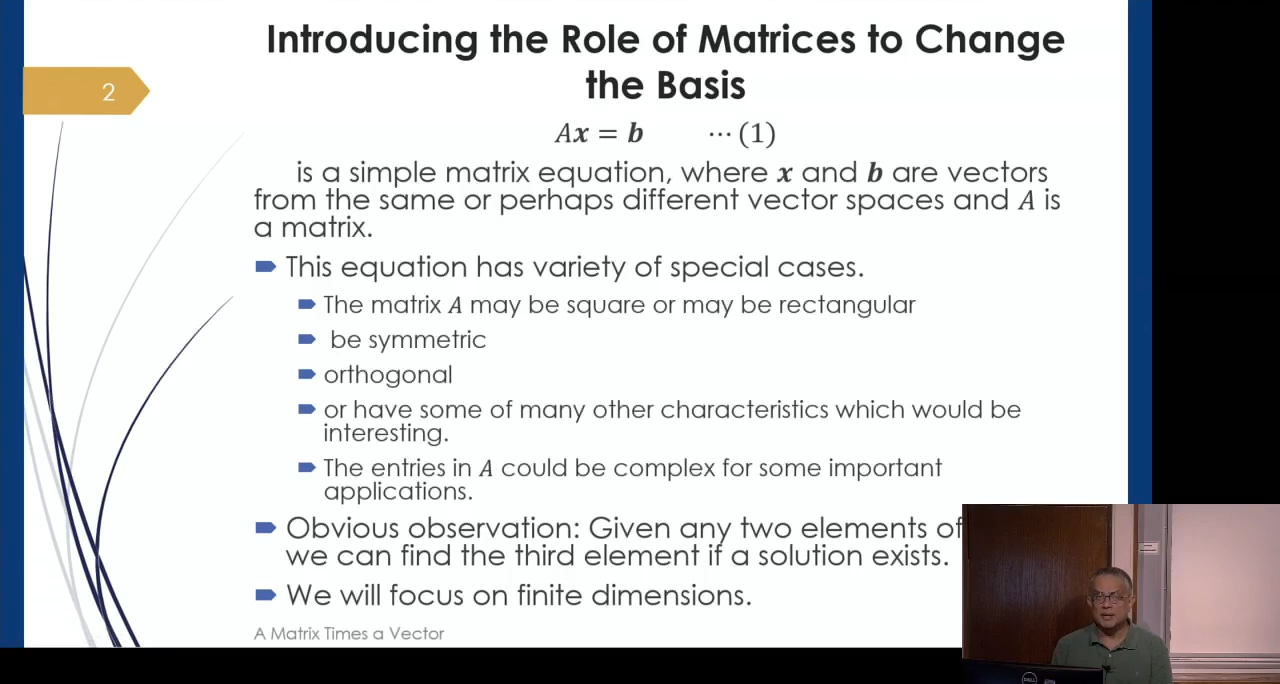 Introducing the Role of Matrices to Change
the Basis
2
Ax = b ⋯ (1)
is a simple matrix equation, where x and b are vectors
from the same or perhaps different vector spaces and A is
a matrix.
This equation has variety of special cases.
The matrix A may be square or may be rectangular
be symmetric
orthogonal
or have some of many other characteristics which would be
interesting.
The entries in A could be complex for some important
applications.
Obvious observation: Given any two elements of
we can find the third element if a solution exists.
We will focus on finite dimensions.
A Matrix Times a Vector
DELL